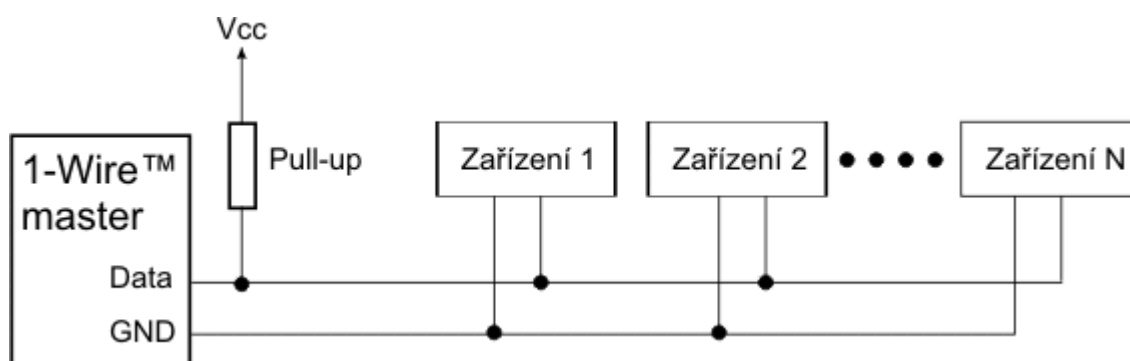 Vcc
1-Wire™
master
Pull-up
Zařízení 1
Zařízení 2
Zařízení N
Data
GND